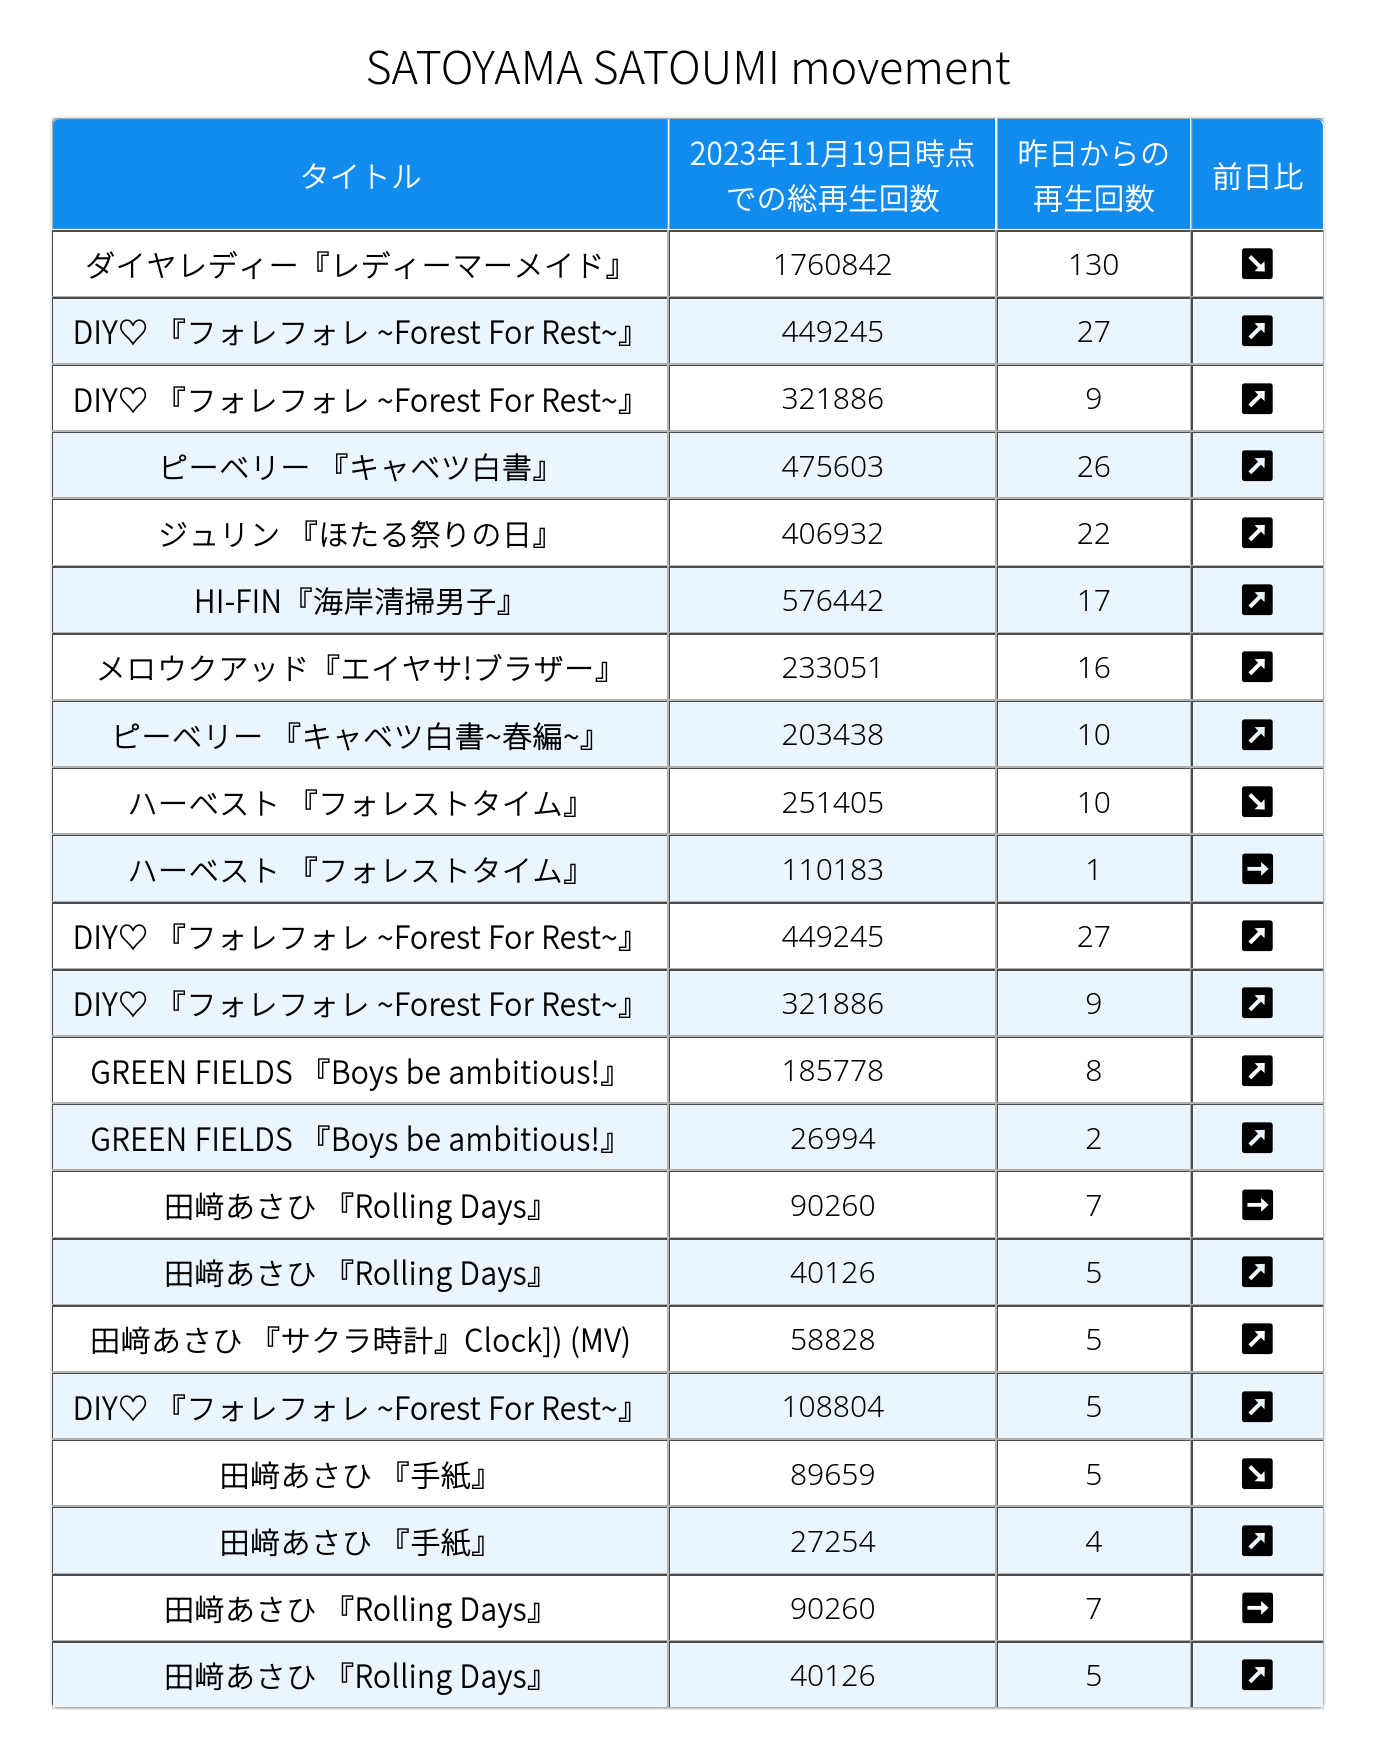 SATOYAMA SATOUMI movement
タイトル 2023年11月19日時点での総再生回数 昨日からの再生回数 前日比
ダイヤレディー『レディーマーメイド』 1760842 130 ↘
DIY♡ 『フォレフォレ ~Forest For Rest~』 449245 27 ↗
DIY♡ 『フォレフォレ ~Forest For Rest~』 321886 9 ↗
ピーベリー 『キャベツ白書』 475603 26 ↗
ジュリン 『ほたる祭りの日』 406932 22 ↗
HI-FIN『海岸清掃男子』 576442 17 ↗
メロウクアッド『エイヤサ!ブラザー』 233051 16 ↗
ピーベリー 『キャベツ白書~春編~』 203438 10 ↗
ハーベスト 『フォレストタイム』 251405 10 ↘
ハーベスト 『フォレストタイム』 110183 1 →
DIY♡ 『フォレフォレ ~Forest For Rest~』 449245 27 ↗
DIY♡ 『フォレフォレ ~Forest For Rest~』 321886 9 ↗
GREEN FIELDS 『Boys be ambitious!』 185778 8 ↗
GREEN FIELDS 『Boys be ambitious!』 26994 2 ↗
田﨑あさひ 『Rolling Days』 90260 7 →
田﨑あさひ 『Rolling Days』 40126 5 ↗
田﨑あさひ 『サクラ時計』Clock]) (MV) 58828 5 ↗
DIY♡ 『フォレフォレ ~Forest For Rest~』 108804 5 ↗
田﨑あさひ 『手紙』 89659 5 ↘
田﨑あさひ 『手紙』 27254 4 ↗
田﨑あさひ 『Rolling Days』 90260 7 →
田﨑あさひ 『Rolling Days』 40126 5 ↗